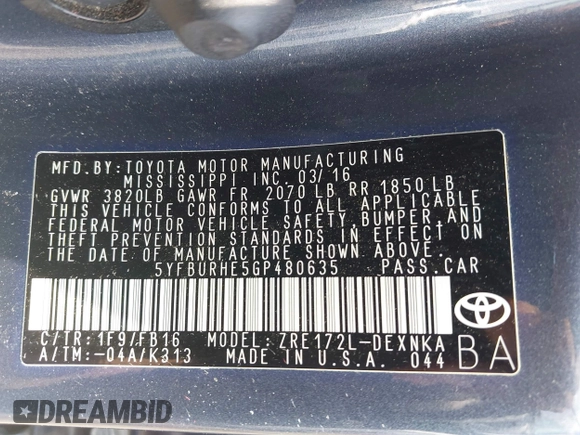 MFD.BY:TOYOTA MOTOR MANUFACTURING
MISSISSIPPI INC. 03/16
GVWR 3820LB GAWR FR 2070LB RR 1850LB
THIS VEHICLE CONFORMS TO ALL APPLICABLE
FEDERAL MOTOR VEHICLE SAFETY, BUMPER, AND
THEFT PREVENTION STANDARDS IN EFFECT ON
THE DATE OF MANUFACTURE SHOWN ABOVE.
5YFBURHE5GP480635 PASS.CAR
C/TR:1F9/FB16 MODEL:ZRE172L-DEXNKA
A/TM:-04A/K313 MADE IN U.S.A. 044
BA
DREAMBID